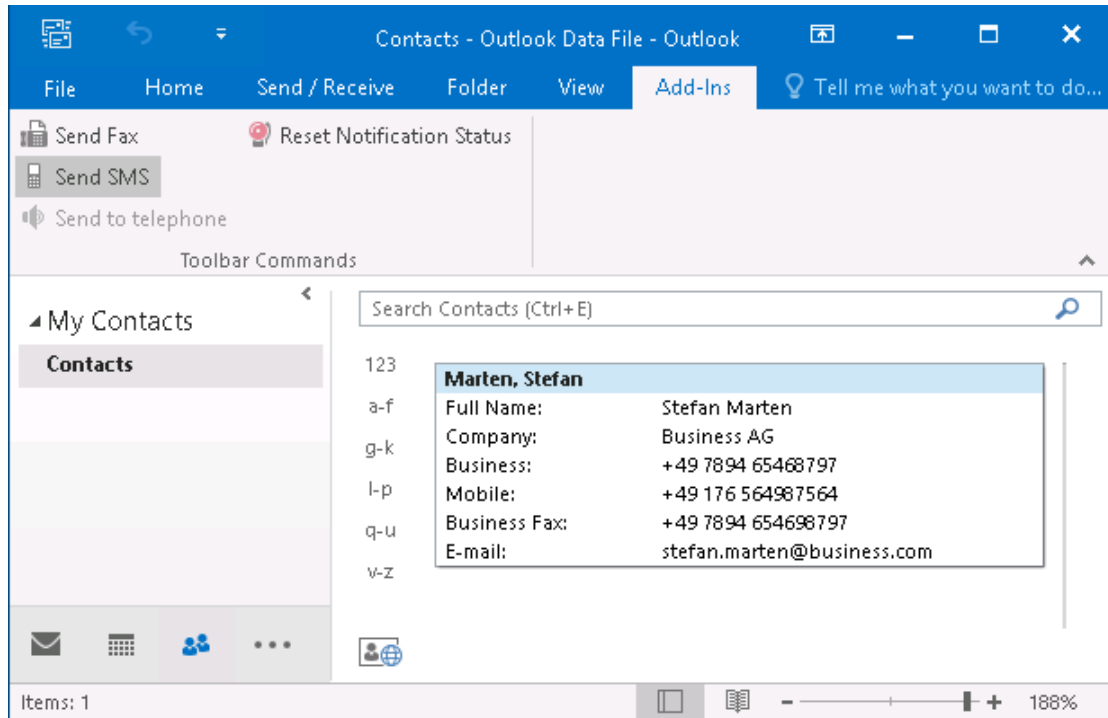 Contacts - Outlook Data File - Outlook
File Home Send / Receive Folder View Add-Ins Tell me what you want to do...
Send Fax Reset Notification Status
Send SMS
Send to telephone
Toolbar Commands
My Contacts Search Contacts (Ctrl+E)
Contacts
123
a-f
g-k
l-p
q-u
v-z
Marten, Stefan
Full Name: Stefan Marten
Company: Business AG
Business: +49 7894 65468797
Mobile: +49 176 564987564
Business Fax: +49 7894 654698797
E-mail: stefan.marten@business.com
Items: 1 188%